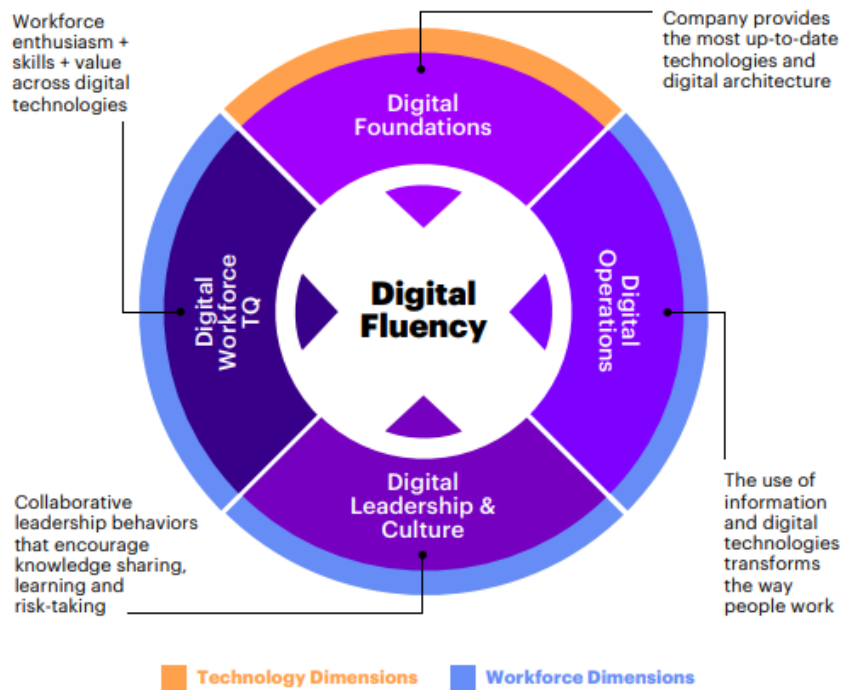 Workforce
enthusiasm +
skills + value
across digital
technologies
Company provides
the most up-to-date
technologies and
digital architecture
Digital
Foundations
Digital
Workforce
TQ
Digital
Fluency
Digital
Operations
Digital
Leadership &
Culture
Collaborative
leadership behaviors
that encourage
knowledge sharing,
learning and
risk-taking
The use of
information
and digital
technologies
transforms
the way
people work
Technology Dimensions
Workforce Dimensions